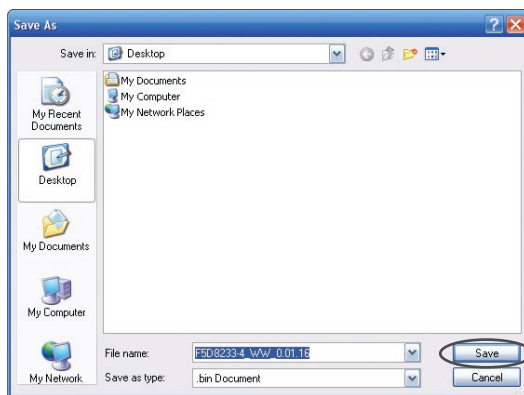 Save As
Save in: Desktop
My Recent Documents
Desktop
My Documents
My Computer
My Network
My Documents
My Computer
My Network Places
File name: F5D8233-4_WW_0.01.16
Save
Save as type: .bin Document
Cancel